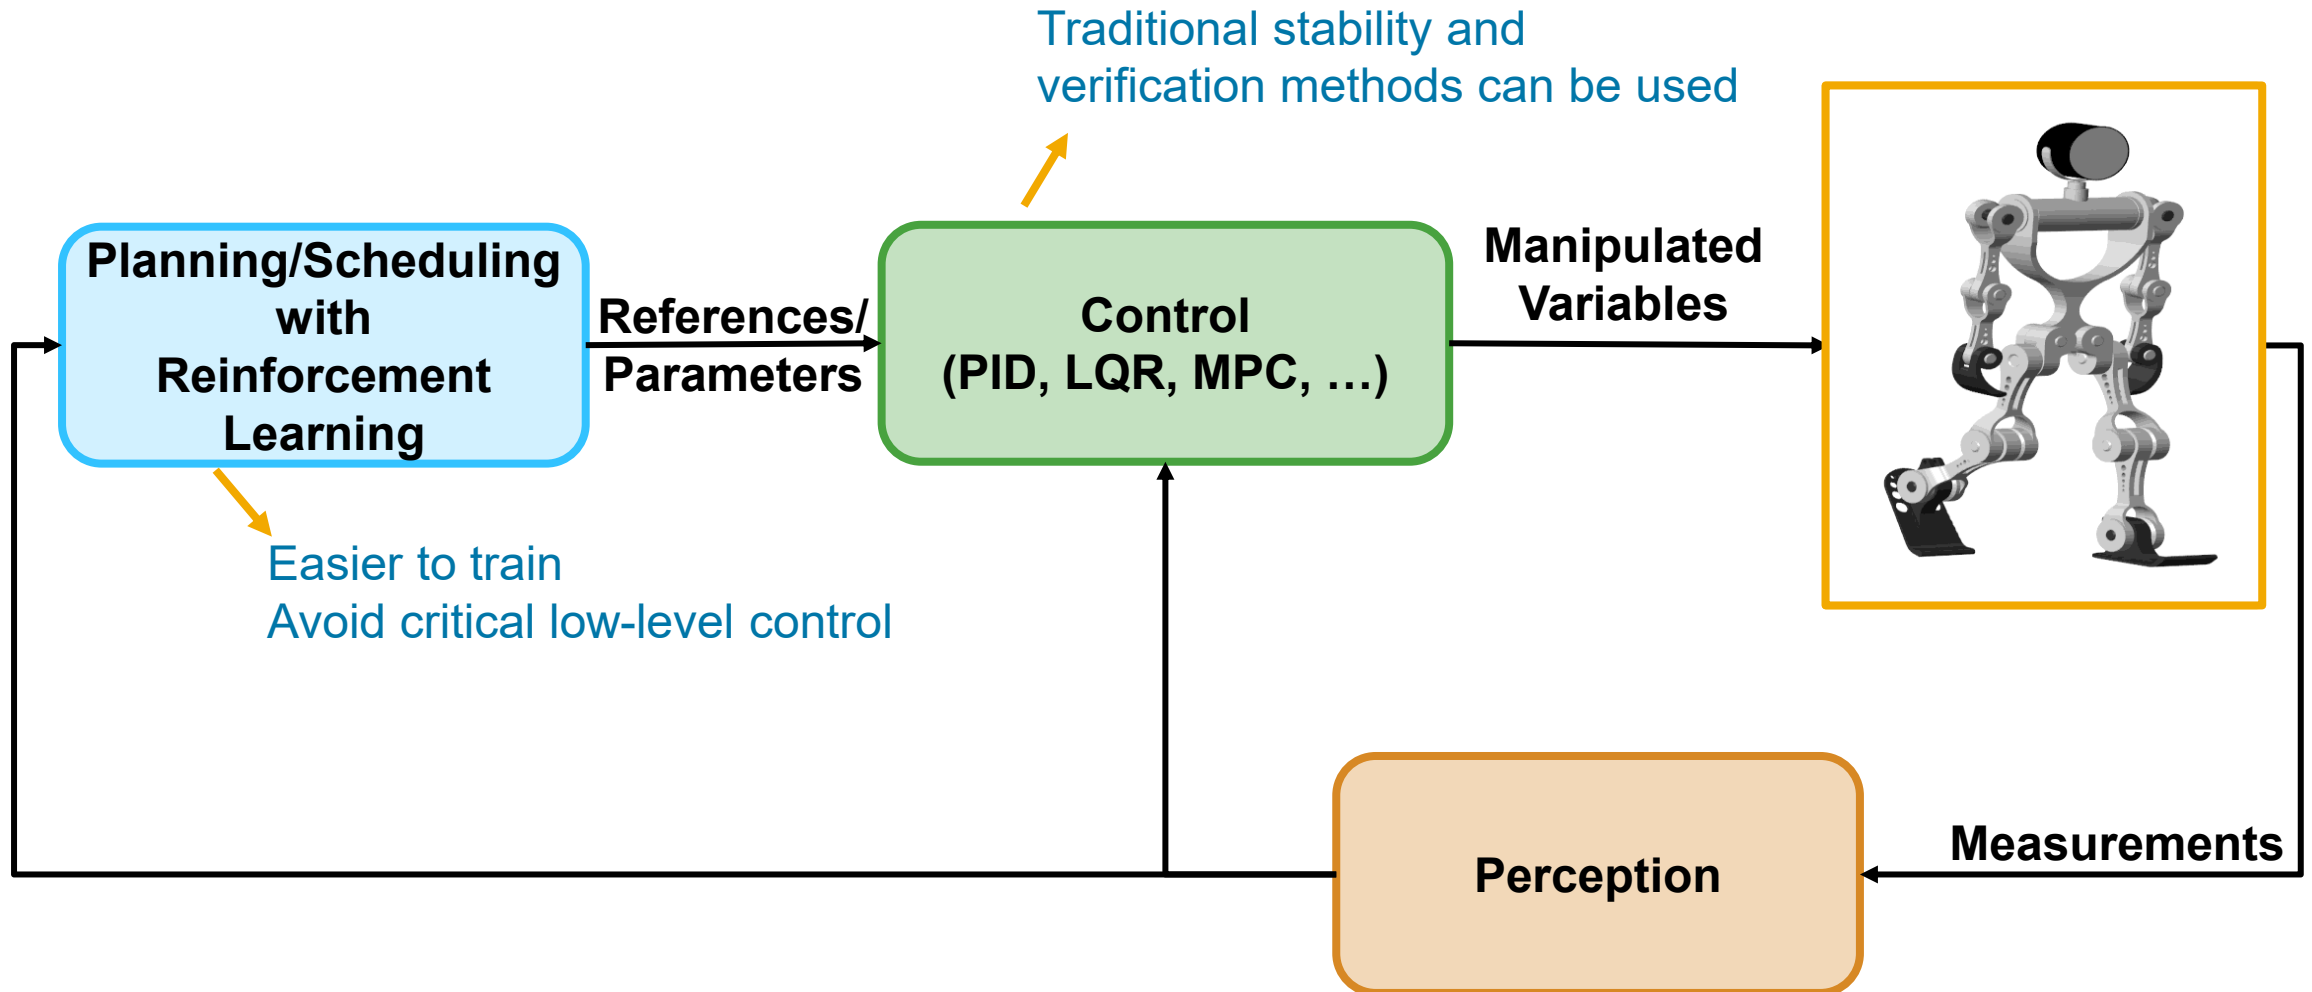 Traditional stability and
verification methods can be used
Planning/Scheduling
with
Reinforcement
Learning
References/
Parameters
Control
(PID, LQR, MPC, …)
Manipulated
Variables
Easier to train
Avoid critical low-level control
Measurements
Perception